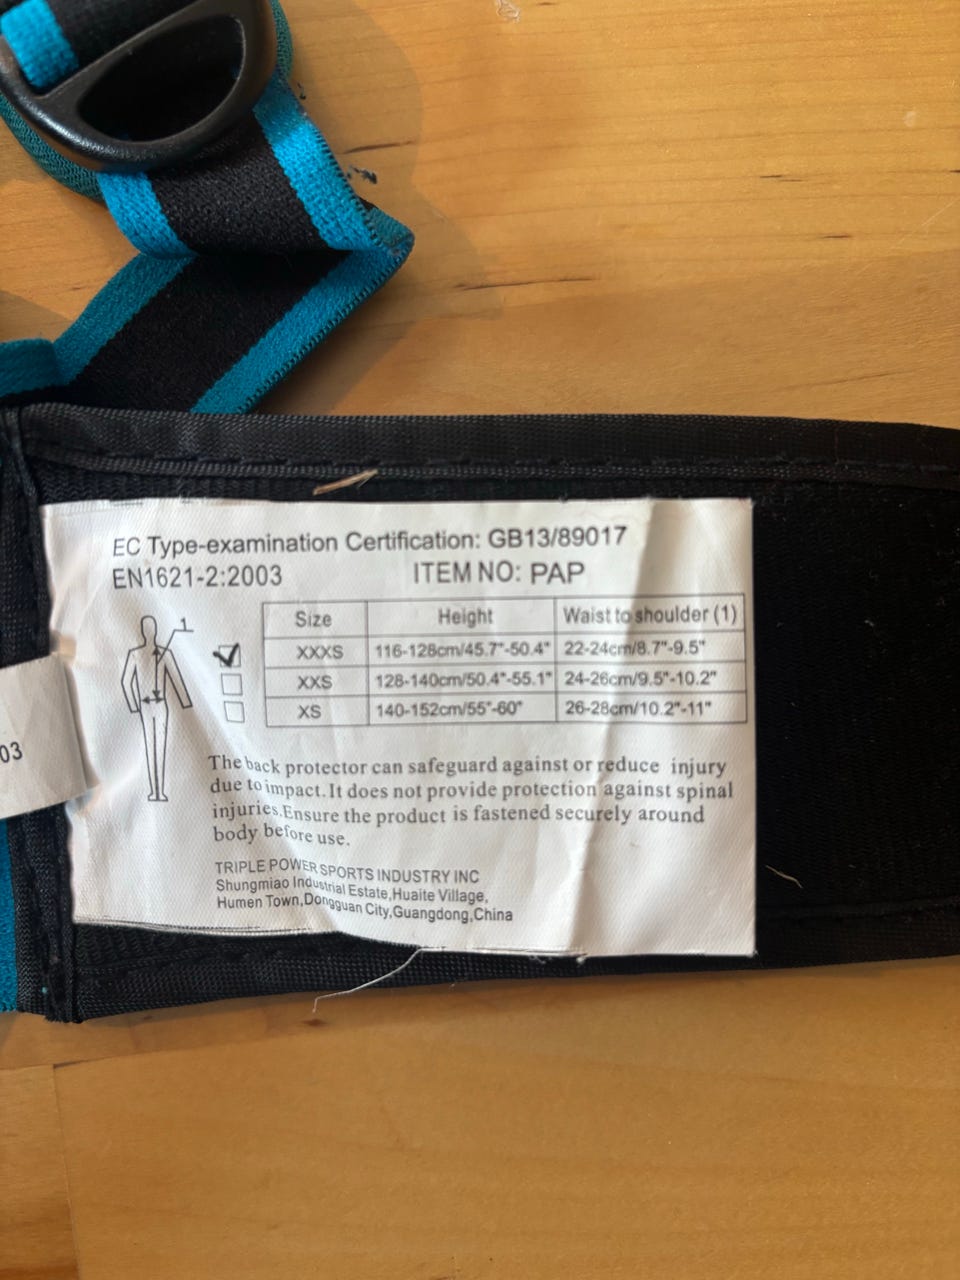 EC Type-examination Certification: GB13/89017
EN1621-2:2003 ITEM NO: PAP
1
Size Height Waist to shoulder (1)
XXXS 116-128cm/45.7"-50.4" 22-24cm/8.7"-9.5"
XXS 128-140cm/50.4"-55.1" 24-26cm/9.5"-10.2"
XS 140-152cm/55"-60" 26-28cm/10.2"-11"
03
The back protector can safeguard against or reduce injury
due to impact.It does not provide protection against spinal
injuries.Ensure the product is fastened securely around
body before use.
TRIPLE POWER SPORTS INDUSTRY INC
Shungmiao Industrial Estate,Huaite Village,
Humen Town,Dongguan City,Guangdong,China